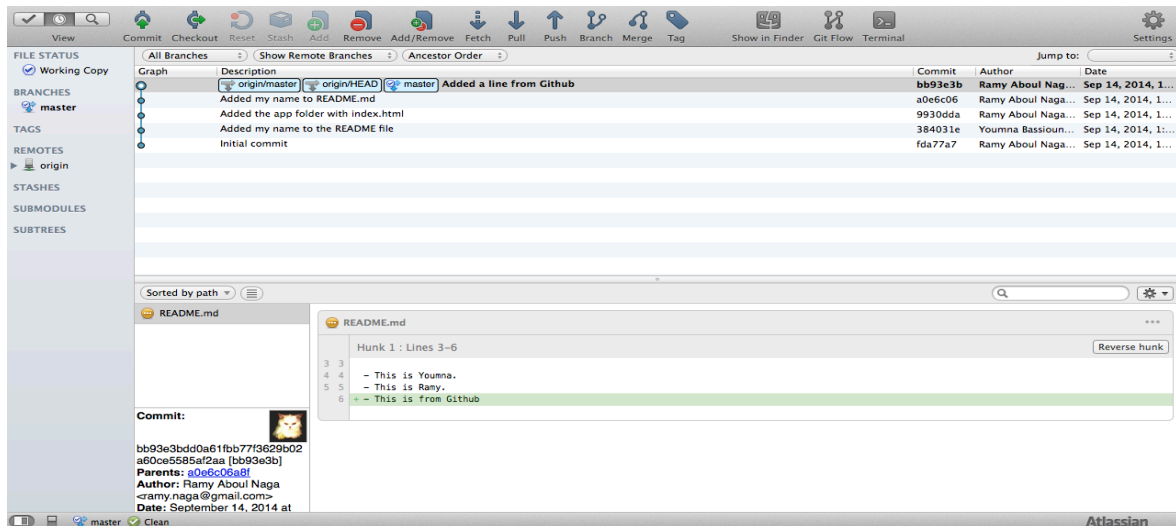 View Commit Checkout Reset Stash Add Remove Add/Remove Fetch Pull Push Branch Merge Tag Show in Finder Git Flow Terminal Settings
FILE STATUS
Working Copy
BRANCHES
master
TAGS
REMOTES
origin
STASHES
SUBMODULES
SUBTREES
All Branches Show Remote Branches Ancestor Order Jump to:
Graph Description Commit Author Date
origin/master origin/HEAD master Added a line from Github bb93e3b Ramy Aboul Nag... Sep 14, 2014, 1...
Added my name to README.md a0e6c06 Ramy Aboul Naga... Sep 14, 2014, 1...
Added the app folder with index.html 9930dda Ramy Aboul Naga... Sep 14, 2014, 1...
Added my name to the README file 384031e Youmna Bassioun... Sep 14, 2014, 1:...
Initial commit fda77a7 Ramy Aboul Naga... Sep 14, 2014, 1...
Sorted by path
README.md
README.md
Hunk 1 : Lines 3-6 Reverse hunk
3 3
4 4 - This is Youmna.
5 5 - This is Ramy.
6 + - This is from Github
Commit:
bb93e3bdd0a61fbb77f3629b02
a60ce5585af2aa [bb93e3b]
Parents: a0e6c06a8f
Author: Ramy Aboul Naga
<ramy.naga@gmail.com>
Date: September 14, 2014 at
master Clean Atlassian